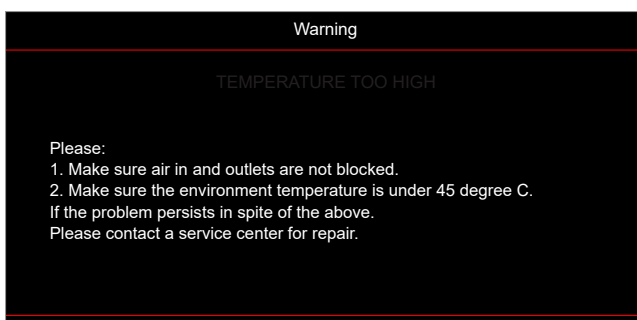 Warning
TEMPERATURE TOO HIGH
Please:
1. Make sure air in and outlets are not blocked.
2. Make sure the environment temperature is under 45 degree C.
If the problem persists in spite of the above.
Please contact a service center for repair.